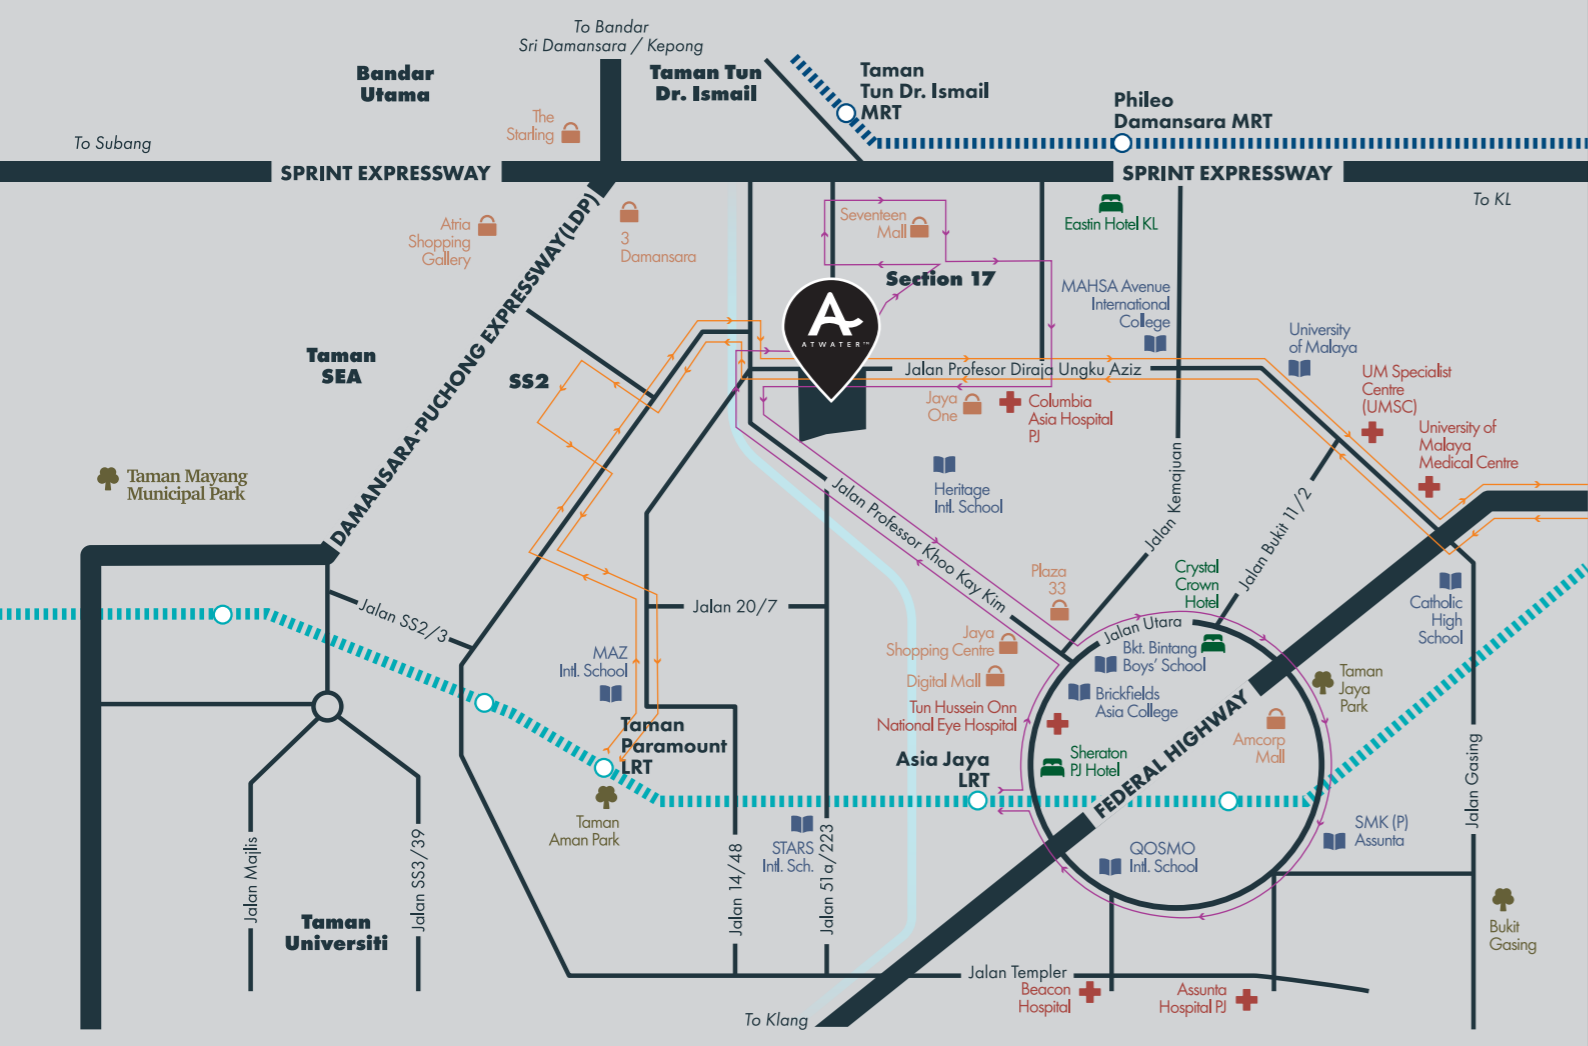 To Bandar
Sri Damansara / Kepong
Bandar
Utama
Taman Tun
Dr. Ismail
Taman
Tun Dr. Ismail
MRT
Phileo
Damansara MRT
The
Starling
To Subang
SPRINT EXPRESSWAY
SPRINT EXPRESSWAY
To KL
Atria
Shopping
Gallery
3
Damansara
Seventeen
Mall
Eastin Hotel KL
Section 17
MAHSA Avenue
International
College
DAMANSARA-PUCHONG EXPRESSWAY(LDP)
A
ATWATER™
University
of Malaya
Taman
SEA
SS2
Jalan Profesor Diraja Ungku Aziz
UM Specialist
Centre
(UMSC)
Jaya
One
Columbia
Asia Hospital
PJ
University of
Malaya
Medical Centre
Taman Mayang
Municipal Park
Heritage
Intl. School
Jalan Professor Khoo Kay Kim
Jalan Kemajuan
Jalan Bukit 11/2
Plaza
33
Crystal
Crown
Hotel
Catholic
High
School
Jalan SS2/3
Jalan 20/7
Jalan Utara
MAZ
Intl. School
Jaya
Shopping Centre
Bkt. Bintang
Boys' School
Digital Mall
Brickfields
Asia College
Taman
Jaya
Park
Tun Hussein Onn
National Eye Hospital
Taman
Paramount
LRT
Amcorp
Mall
Asia Jaya
LRT
Sheraton
PJ Hotel
FEDERAL HIGHWAY
Jalan Gasing
Taman
Aman Park
STARS
Intl. Sch.
QOSMO
Intl. School
SMK (P)
Assunta
Jalan Majlis
Jalan SS3/39
Jalan 14/48
Jalan 51a/223
Taman
Universiti
Bukit
Gasing
Jalan Templer
Beacon
Hospital
Assunta
Hospital PJ
To Klang